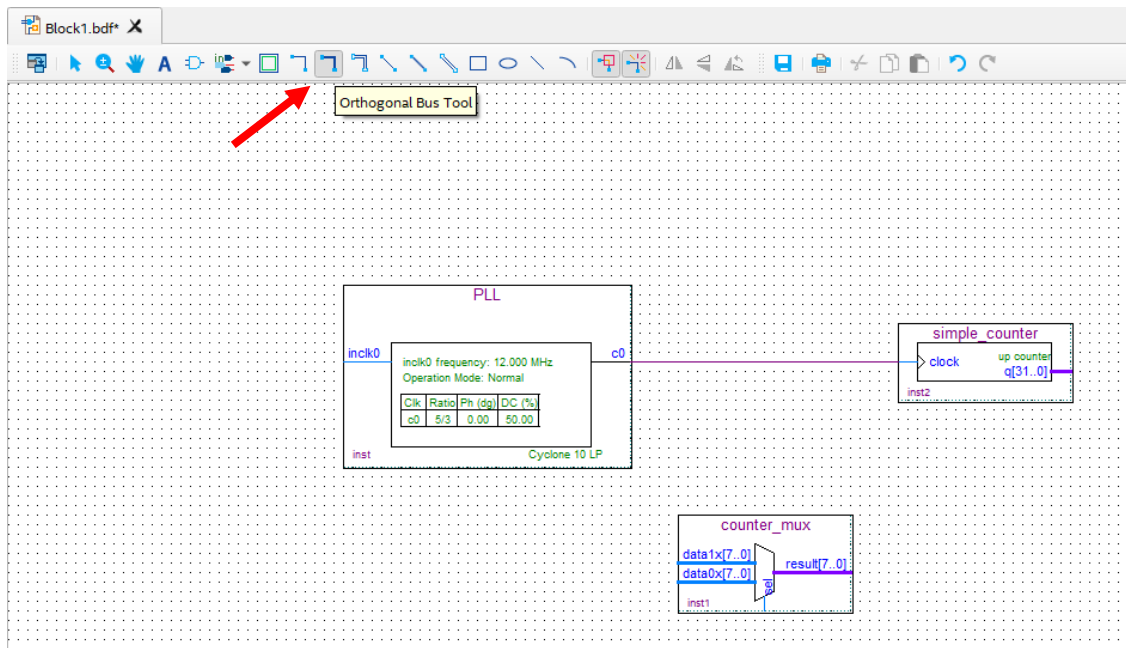 Block1.bdf*
A
Orthogonal Bus Tool
PLL
inclk0
c0
inclk0 frequency: 12.000 MHz
Operation Mode: Normal
Clk Ratio Ph (dg) DC (%)
c0 5/3 0.00 50.00
inst
Cyclone 10 LP
simple_counter
clock
up counter
q[31..0]
inst2
counter_mux
data1x[7..0]
result[7..0]
data0x[7..0]
sel
inst1